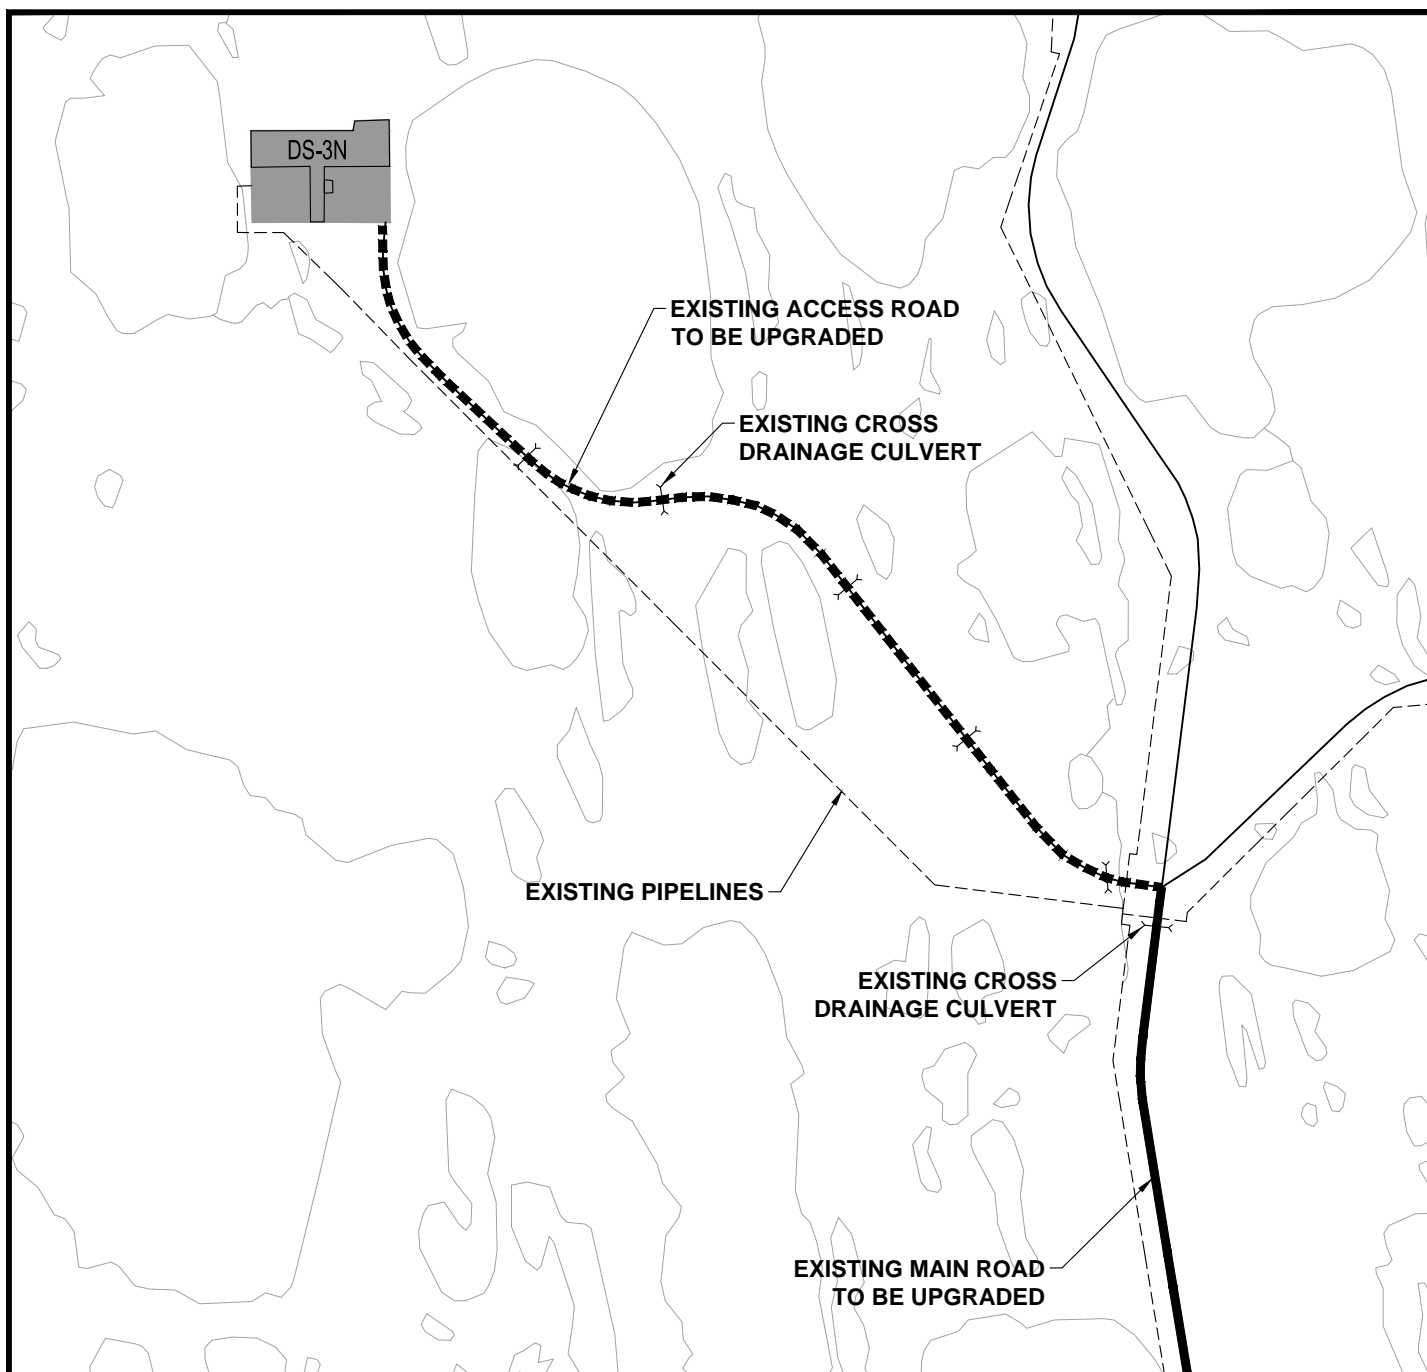 DS-3N
EXISTING ACCESS ROAD
TO BE UPGRADED
EXISTING CROSS
DRAINAGE CULVERT
EXISTING PIPELINES
EXISTING CROSS
DRAINAGE CULVERT
EXISTING MAIN ROAD
TO BE UPGRADED